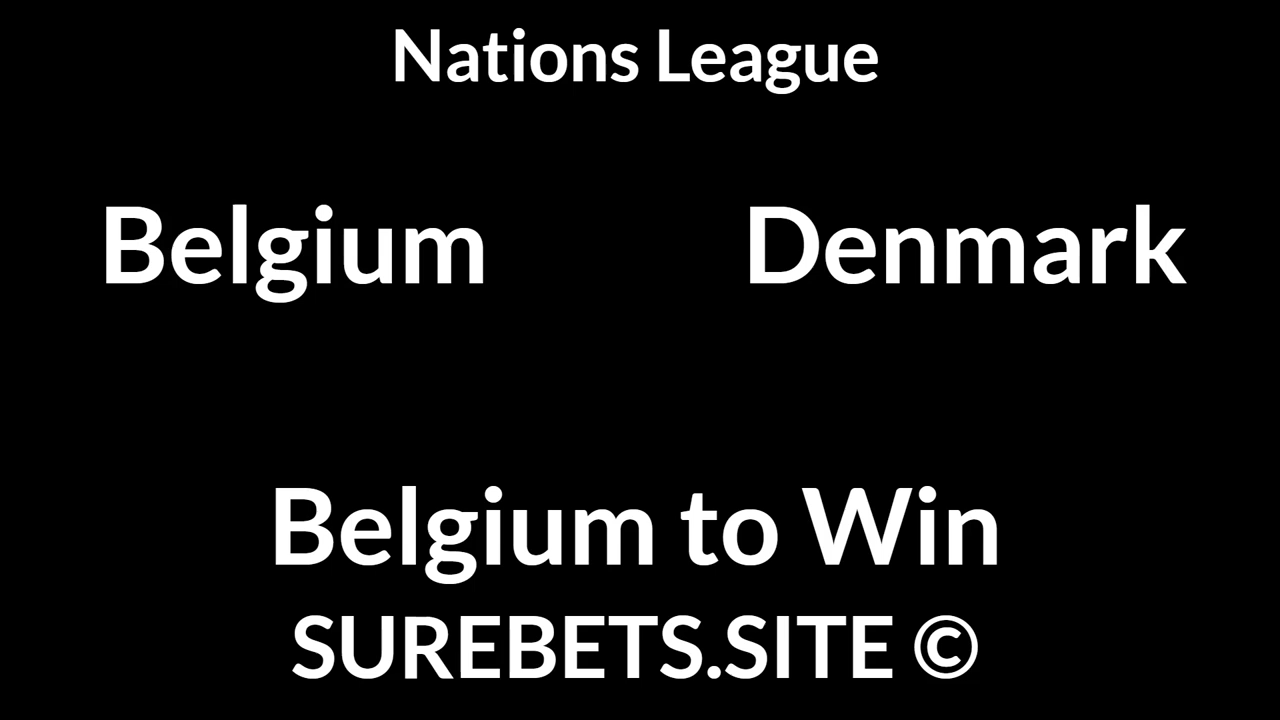 Nations League
Belgium Denmark
Belgium to Win
SUREBETS.SITE ©